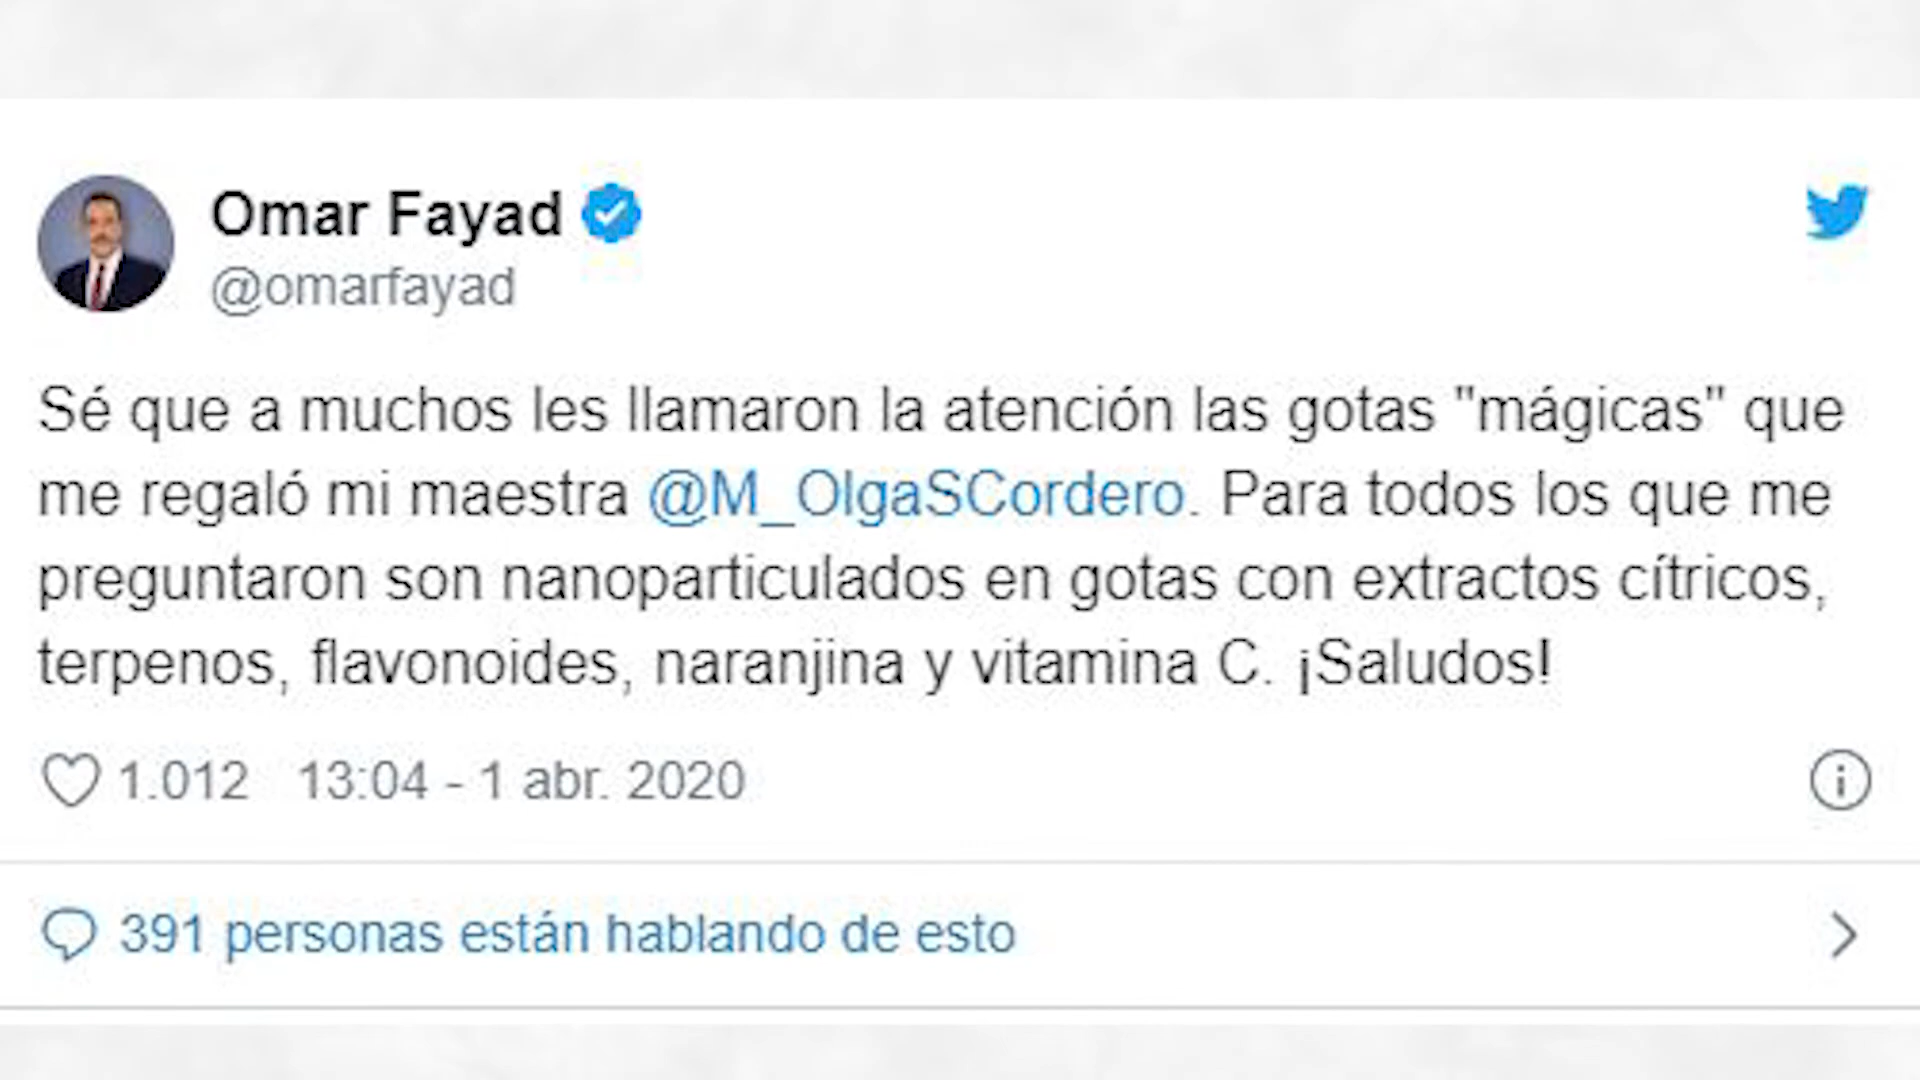 Omar Fayad
@omarfayad
Sé que a muchos les llamaron la atención las gotas "mágicas" que
me regaló mi maestra @M_OlgaSCordero. Para todos los que me
preguntaron son nanoparticulados en gotas con extractos cítricos,
terpenos, flavonoides, naranjina y vitamina C. ¡Saludos!
1.012 13:04 - 1 abr. 2020
391 personas están hablando de esto